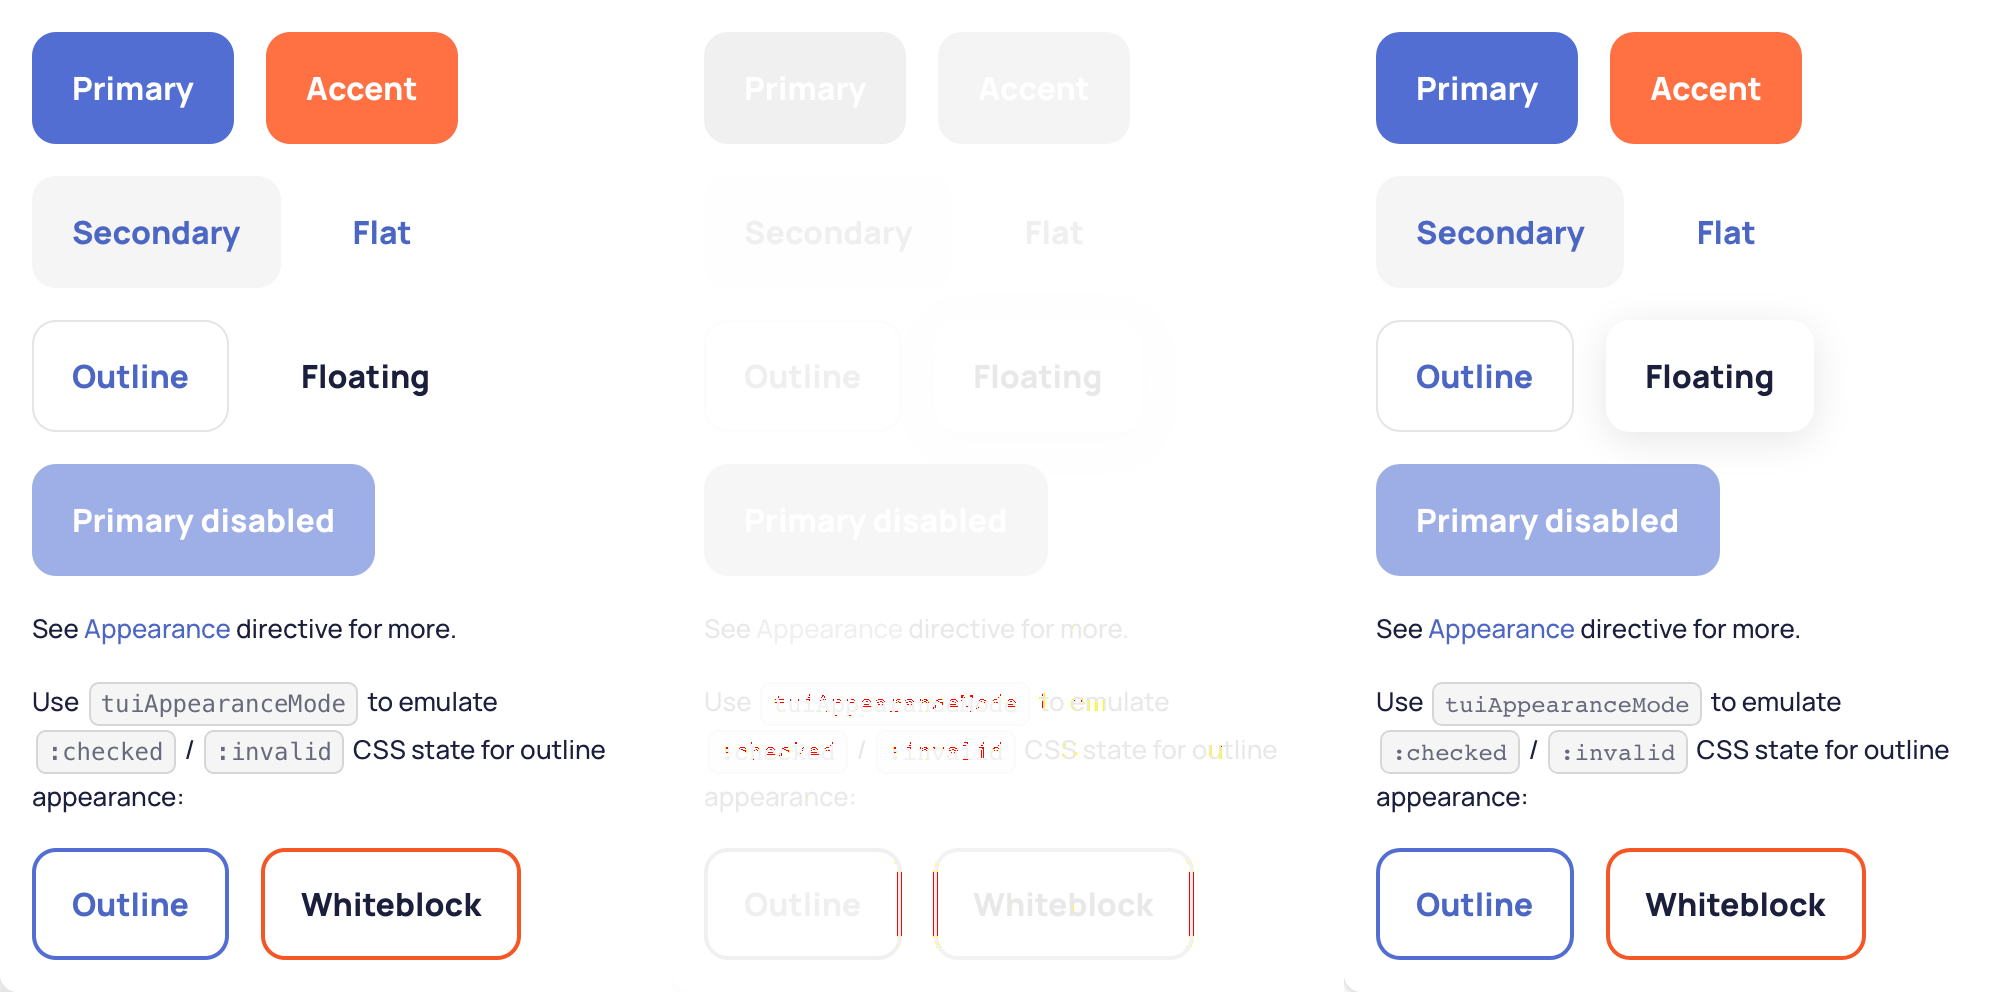 Primary Accent
Secondary Flat
Outline Floating
Primary disabled
See Appearance directive for more.
Use tuiAppearanceMode to emulate
:checked / :invalid CSS state for outline
appearance:
Outline Whiteblock
Primary Accent
Secondary Flat
Outline Floating
Primary disabled
See Appearance directive for more.
Use tuiAppearanceMode to emulate
:checked / :invalid CSS state for outline
appearance:
Outline Whiteblock
Primary Accent
Secondary Flat
Outline Floating
Primary disabled
See Appearance directive for more.
Use tuiAppearanceMode to emulate
:checked / :invalid CSS state for outline
appearance:
Outline Whiteblock